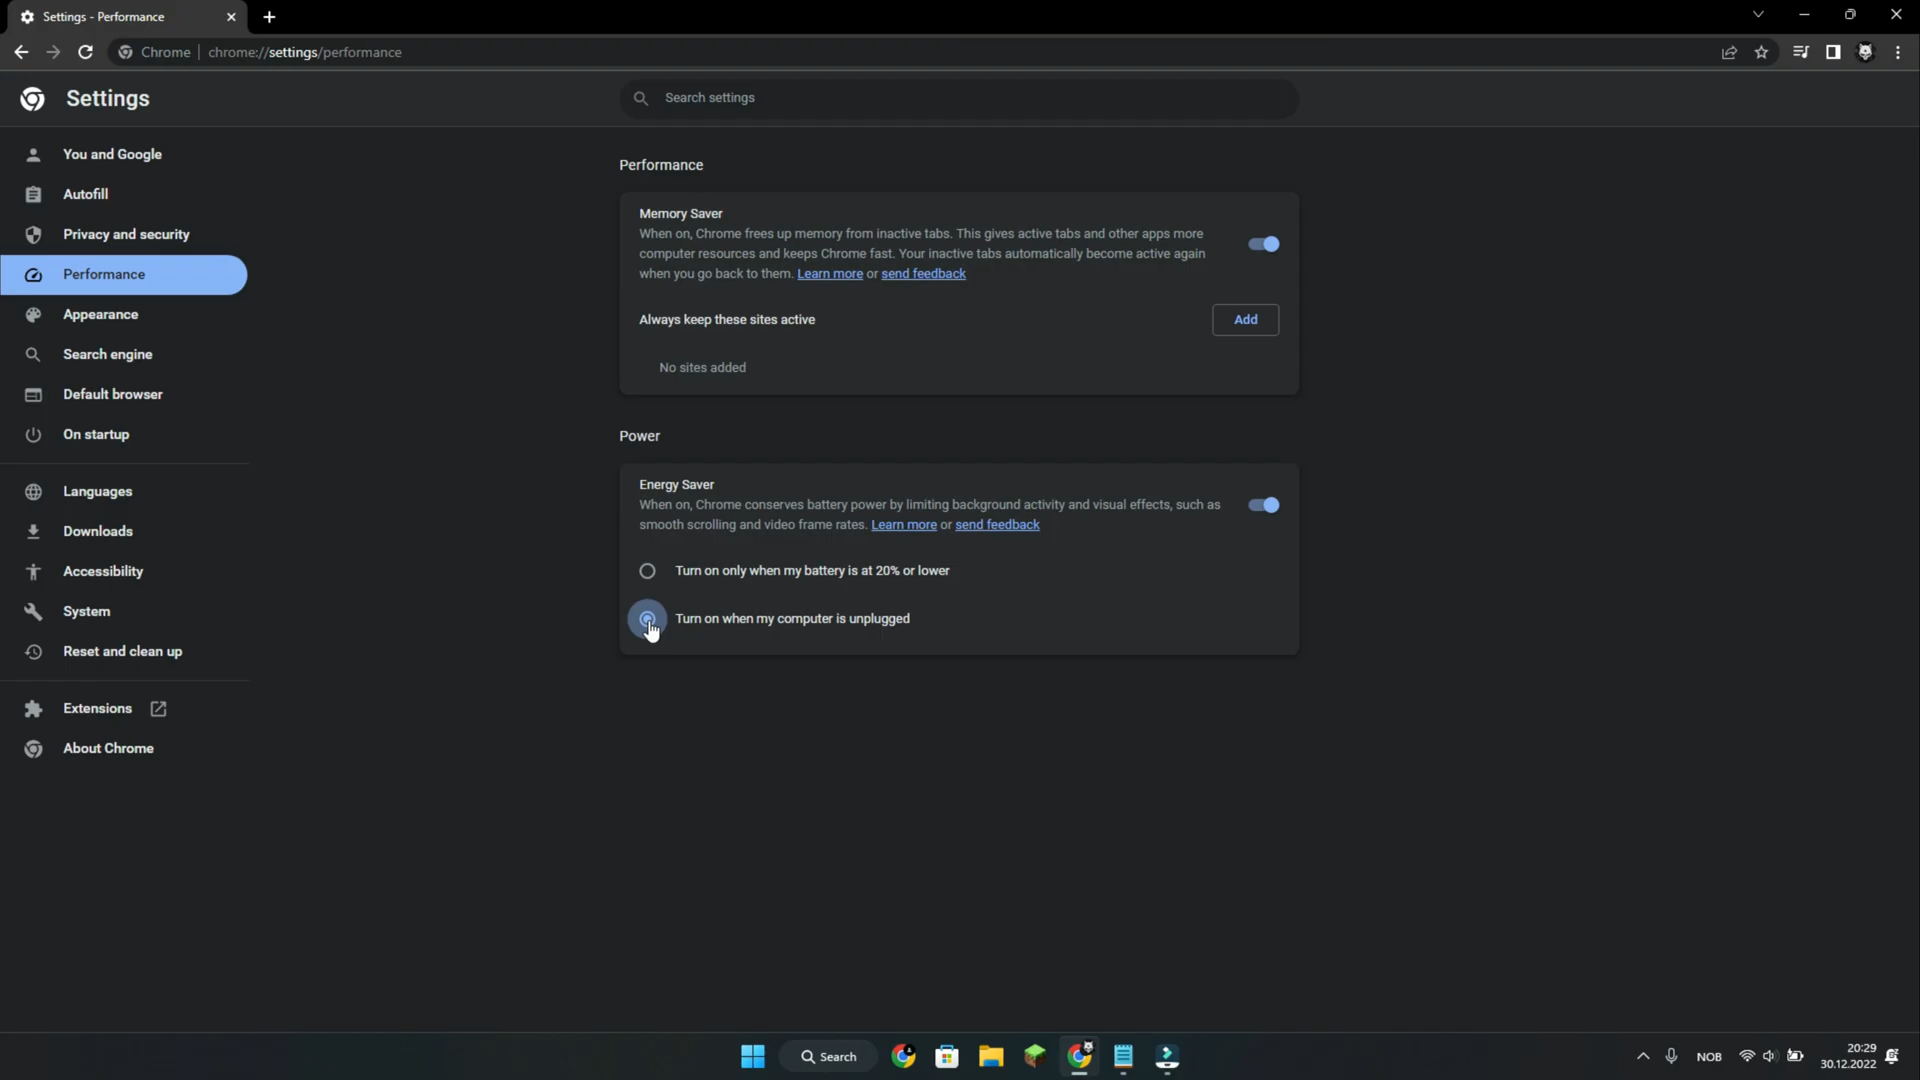 Settings - Performance
Chrome
chrome://settings/performance
Settings
Search settings
You and Google
Autofill
Privacy and security
Performance
Appearance
Search engine
Default browser
On startup
Languages
Downloads
Accessibility
System
Reset and clean up
Extensions
About Chrome
Performance
Memory Saver
When on, Chrome frees up memory from inactive tabs. This gives active tabs and other apps more
computer resources and keeps Chrome fast. Your inactive tabs automatically become active again
when you go back to them. Learn more or send feedback
Always keep these sites active
Add
No sites added
Power
Energy Saver
When on, Chrome conserves battery power by limiting background activity and visual effects, such as
smooth scrolling and video frame rates. Learn more or send feedback
Turn on only when my battery is at 20% or lower
Turn on when my computer is unplugged
Search
NOB
20:29
30.12.2022